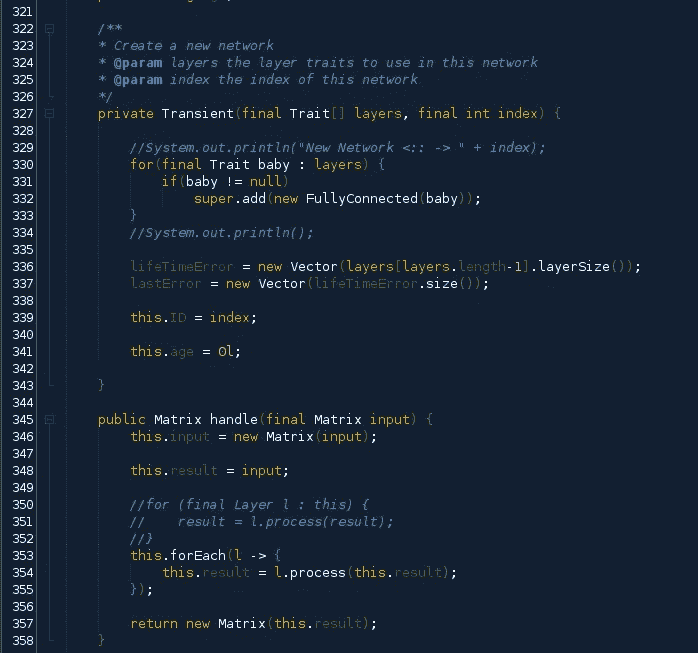 321
322 /**
323 * Create a new network
324 * @param layers the layer traits to use in this network
325 * @param index the index of this network
326 */
327 private Transient(final Trait[] layers, final int index) {
328
329 //System.out.println("New Network <:: -> " + index);
330 for(final Trait baby : layers) {
331 if(baby != null)
332 super.add(new FullyConnected(baby));
333 }
334 //System.out.println();
335
336 lifeTimeError = new Vector(layers[layers.length-1].layerSize());
337 lastError = new Vector(lifeTimeError.size());
338
339 this.ID = index;
340
341 this.age = 0l;
342
343 }
344
345 public Matrix handle(final Matrix input) {
346 this.input = new Matrix(input);
347
348 this.result = input;
349
350 //for (final Layer l : this) {
351 //    result = l.process(result);
352 //}
353 this.forEach(l -> {
354 this.result = l.process(this.result);
355 });
356
357 return new Matrix(this.result);
358 }